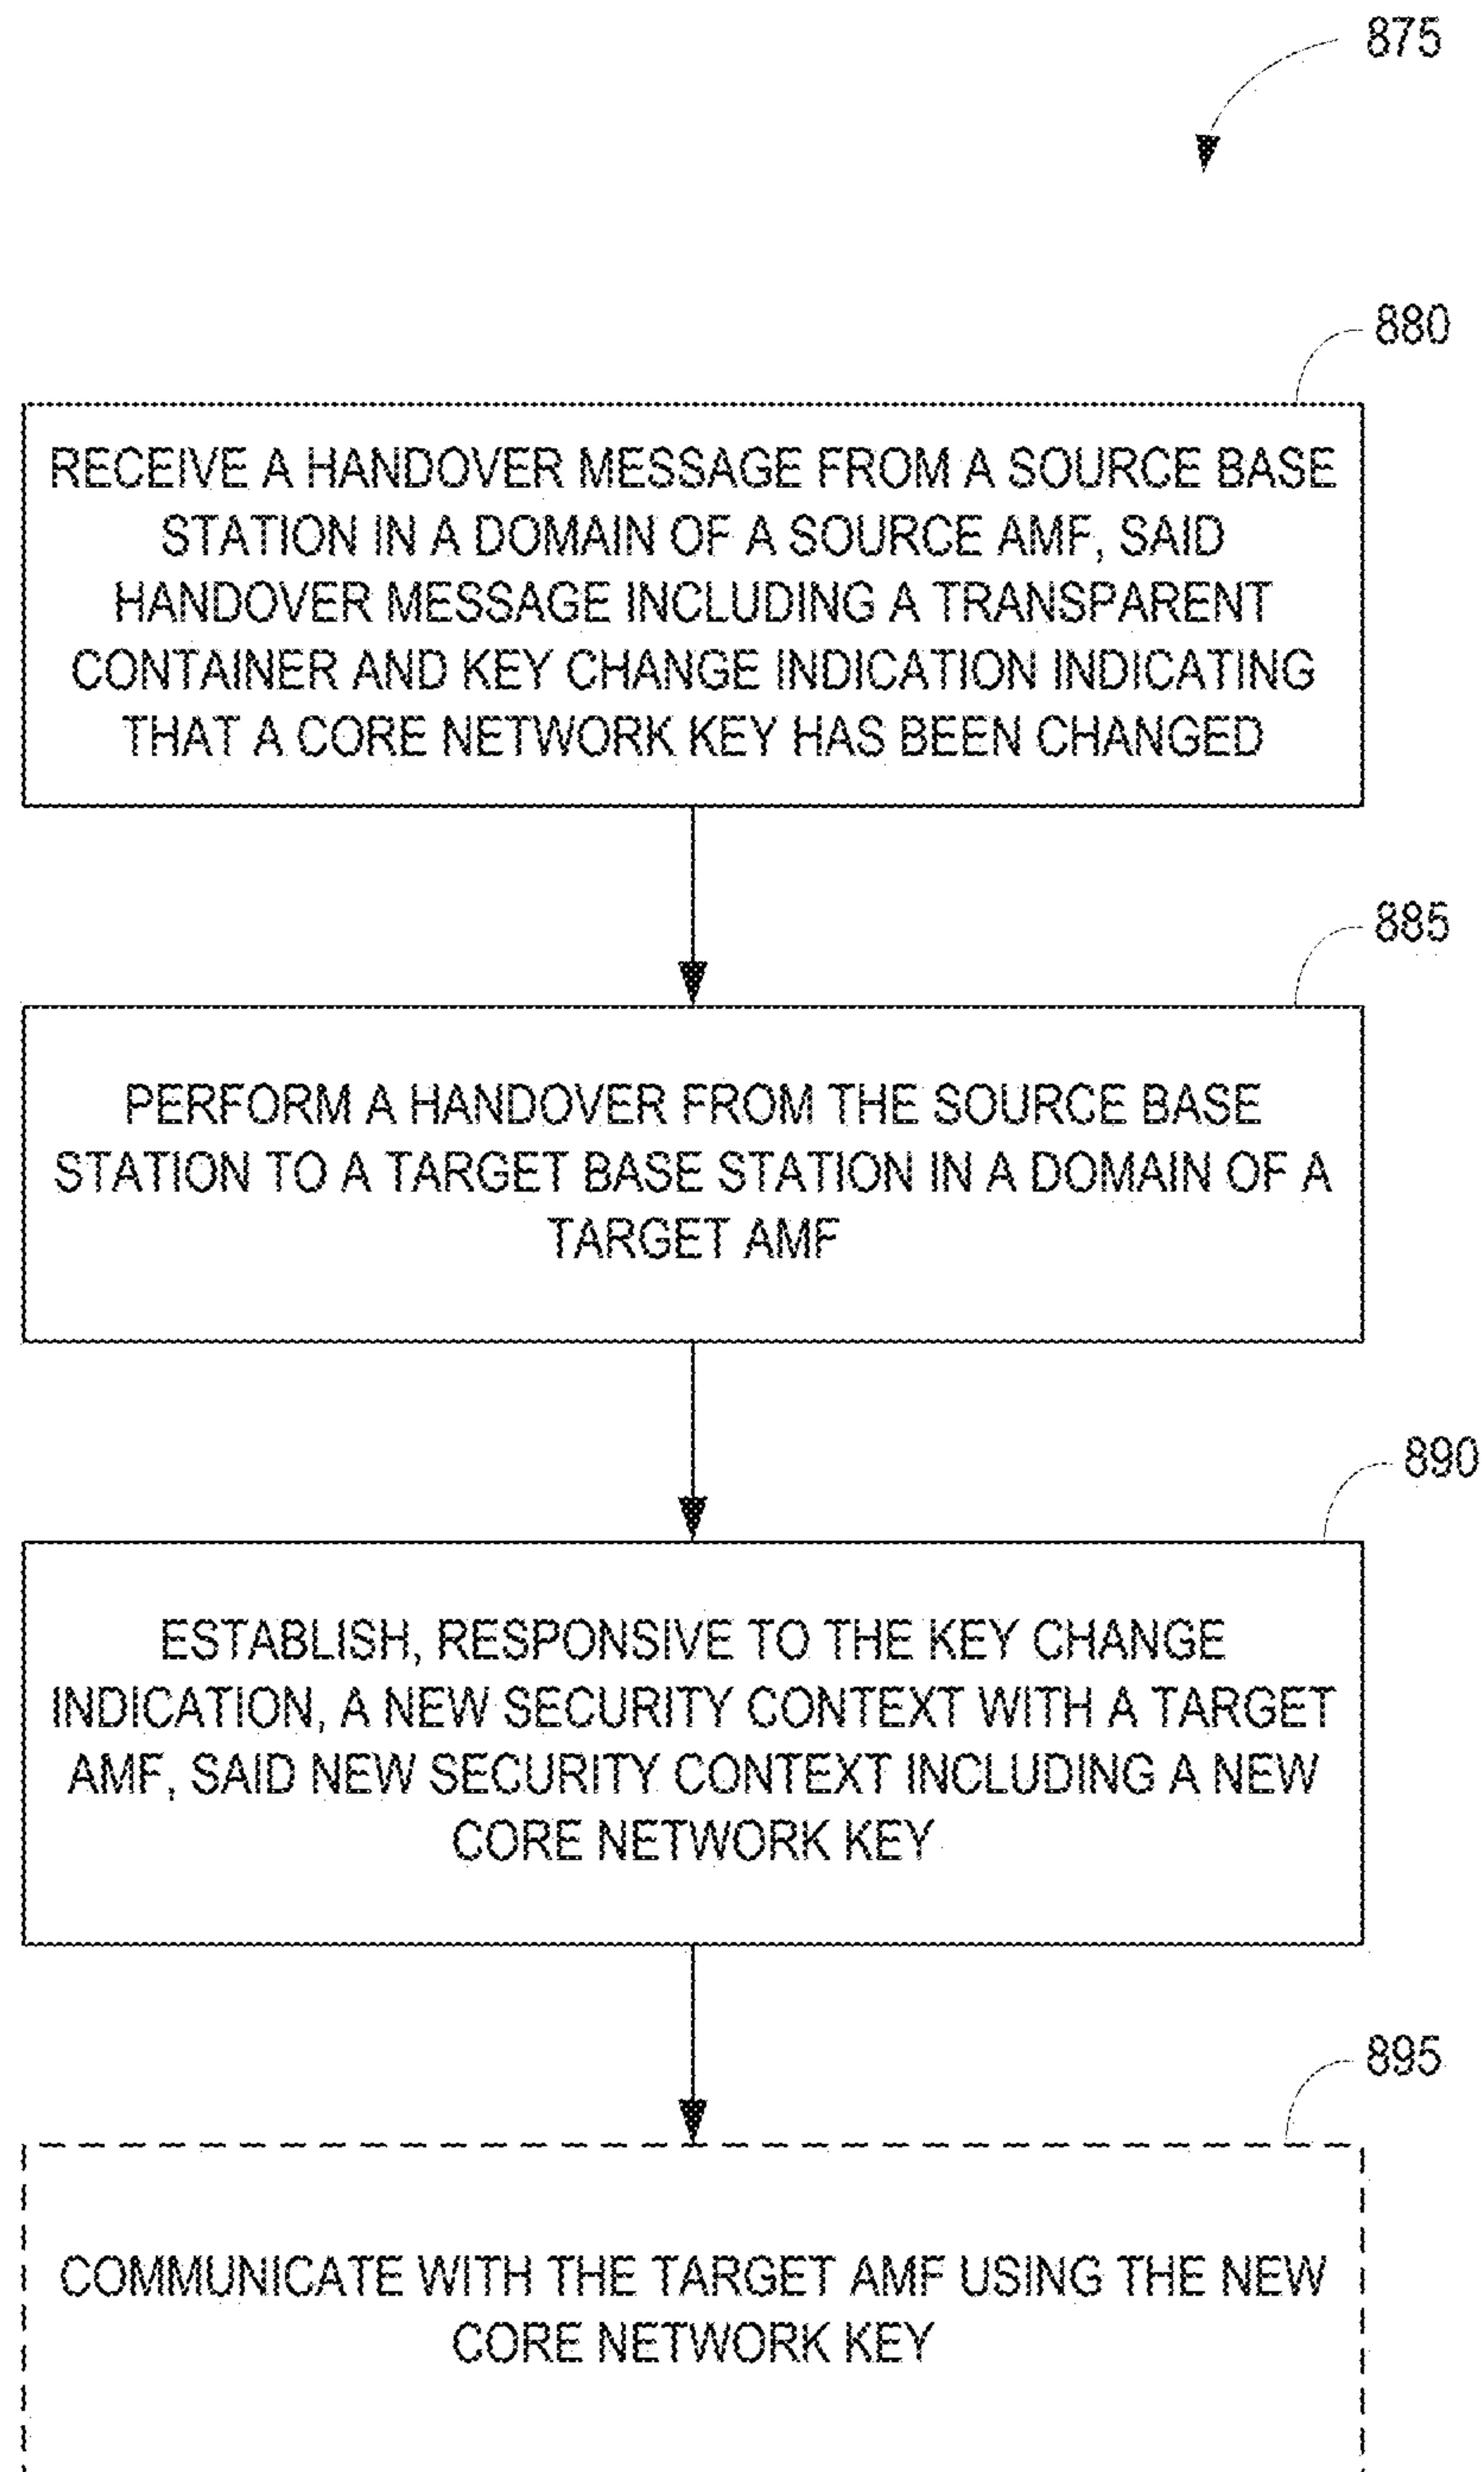 875
880
RECEIVE A HANDOVER MESSAGE FROM A SOURCE BASE
STATION IN A DOMAIN OF A SOURCE AMF, SAID
HANDOVER MESSAGE INCLUDING A TRANSPARENT
CONTAINER AND KEY CHANGE INDICATION INDICATING
THAT A CORE NETWORK KEY HAS BEEN CHANGED
885
PERFORM A HANDOVER FROM THE SOURCE BASE
STATION TO A TARGET BASE STATION IN A DOMAIN OF A
TARGET AMF
890
ESTABLISH, RESPONSIVE TO THE KEY CHANGE
INDICATION, A NEW SECURITY CONTEXT WITH A TARGET
AMF, SAID NEW SECURITY CONTEXT INCLUDING A NEW
CORE NETWORK KEY
895
COMMUNICATE WITH THE TARGET AMF USING THE NEW
CORE NETWORK KEY